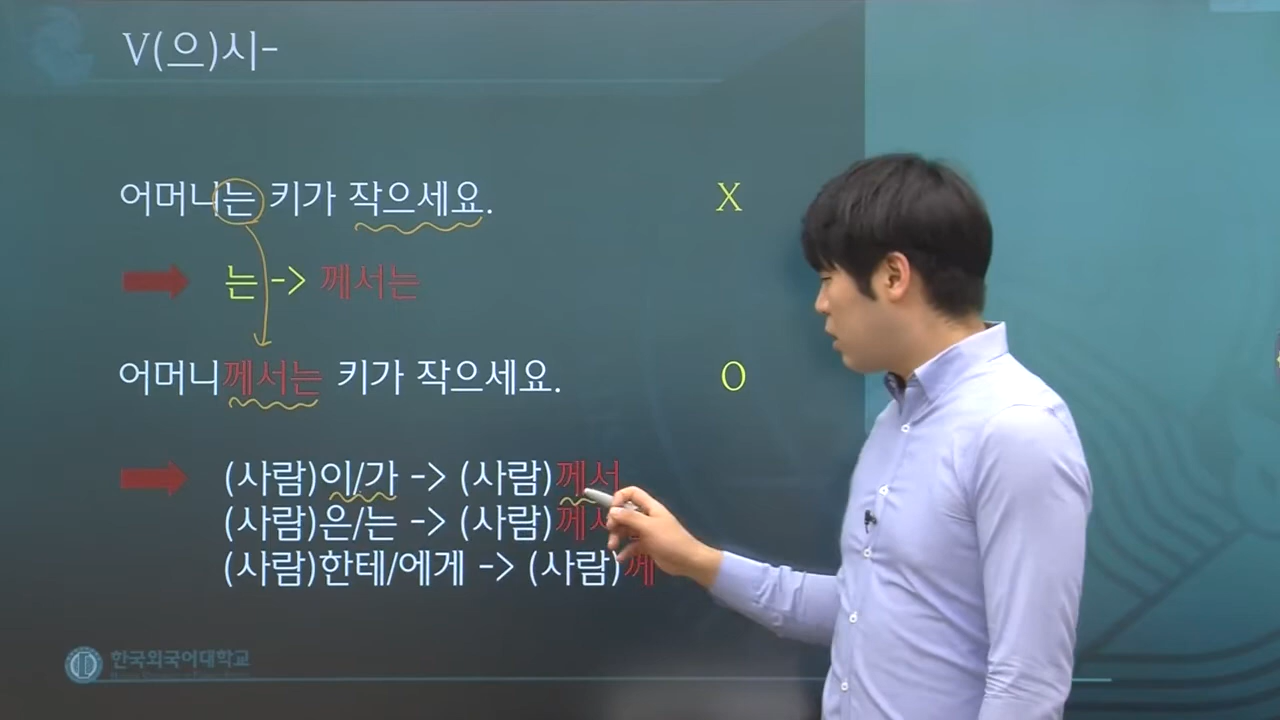 V(으)시-
어머니는 키가 작으세요. X
는 -> 께서는
어머니께서는 키가 작으세요. O
(사람)이/가 -> (사람)께서
(사람)은/는 -> (사람)께서
(사람)한테/에게 -> (사람)께
한국외국어대학교